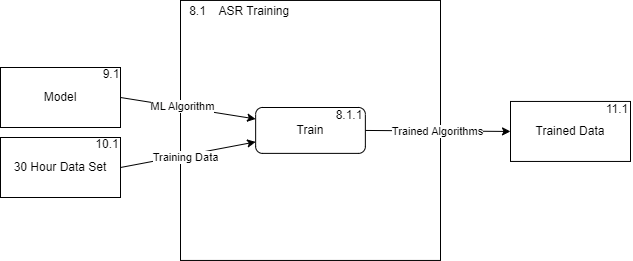 8.1 ASR Training
9.1
Model
ML Algorithm
8.1.1
Train
Trained Algorithms
11.1
Trained Data
10.1
30 Hour Data Set
Training Data